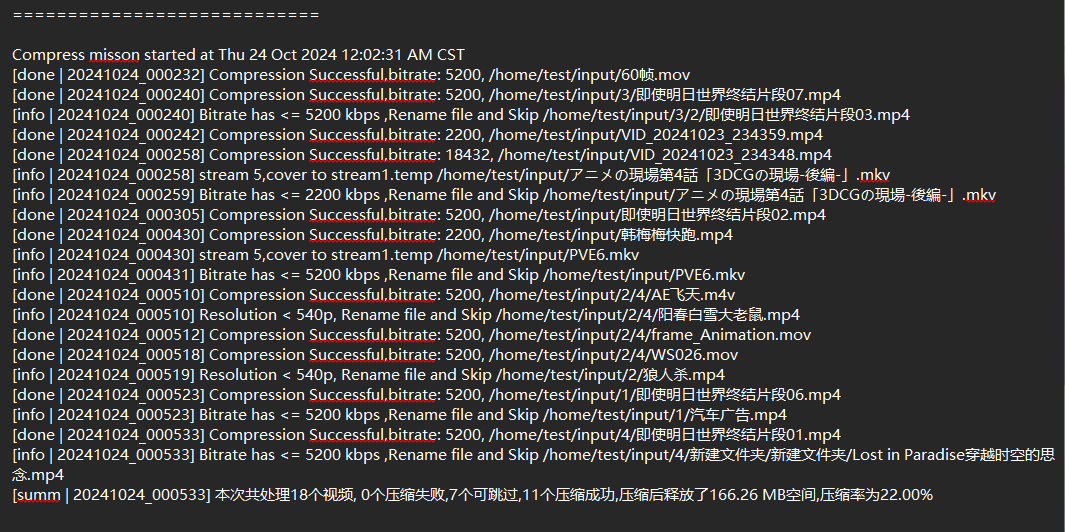 =============================
Compress misson started at Thu 24 Oct 2024 12:02:31 AM CST
[done | 20241024_000232] Compression Successful,bitrate: 5200, /home/test/input/60帧.mov
[done | 20241024_000240] Compression Successful,bitrate: 5200, /home/test/input/3/即使明日世界终结片段07.mp4
[info | 20241024_000240] Bitrate has <= 5200 kbps ,Rename file and Skip /home/test/input/3/2/即使明日世界终结片段03.mp4
[done | 20241024_000242] Compression Successful,bitrate: 2200, /home/test/input/VID_20241023_234359.mp4
[done | 20241024_000258] Compression Successful,bitrate: 18432, /home/test/input/VID_20241023_234348.mp4
[info | 20241024_000258] stream 5,cover to stream1.temp /home/test/input/アニメの現場第4話「3DCGの現場-後編-」.mkv
[info | 20241024_000259] Bitrate has <= 2200 kbps ,Rename file and Skip /home/test/input/アニメの現場第4話「3DCGの現場-後編-」.mkv
[done | 20241024_000305] Compression Successful,bitrate: 5200, /home/test/input/即使明日世界终结片段02.mp4
[done | 20241024_000430] Compression Successful,bitrate: 2200, /home/test/input/韩梅梅快跑.mp4
[info | 20241024_000430] stream 5,cover to stream1.temp /home/test/input/PVE6.mkv
[info | 20241024_000431] Bitrate has <= 5200 kbps ,Rename file and Skip /home/test/input/PVE6.mkv
[done | 20241024_000510] Compression Successful,bitrate: 5200, /home/test/input/2/4/AE飞天.m4v
[info | 20241024_000510] Resolution < 540p, Rename file and Skip /home/test/input/2/4/阳春白雪大老鼠.mp4
[done | 20241024_000512] Compression Successful,bitrate: 5200, /home/test/input/2/4/frame_Animation.mov
[done | 20241024_000518] Compression Successful,bitrate: 5200, /home/test/input/2/4/WS026.mov
[info | 20241024_000519] Resolution < 540p, Rename file and Skip /home/test/input/2/狼人杀.mp4
[done | 20241024_000523] Compression Successful,bitrate: 5200, /home/test/input/1/即使明日世界终结片段06.mp4
[info | 20241024_000523] Bitrate has <= 5200 kbps ,Rename file and Skip /home/test/input/1/汽车广告.mp4
[done | 20241024_000533] Compression Successful,bitrate: 5200, /home/test/input/4/即使明日世界终结片段01.mp4
[info | 20241024_000533] Bitrate has <= 5200 kbps ,Rename file and Skip /home/test/input/4/新建文件夹/新建文件夹/Lost in Paradise穿越时空的思
念.mp4
[summ | 20241024_000533] 本次共处理18个视频, 0个压缩失败,7个可跳过,11个压缩成功,压缩后释放了166.26 MB空间,压缩率为22.00%